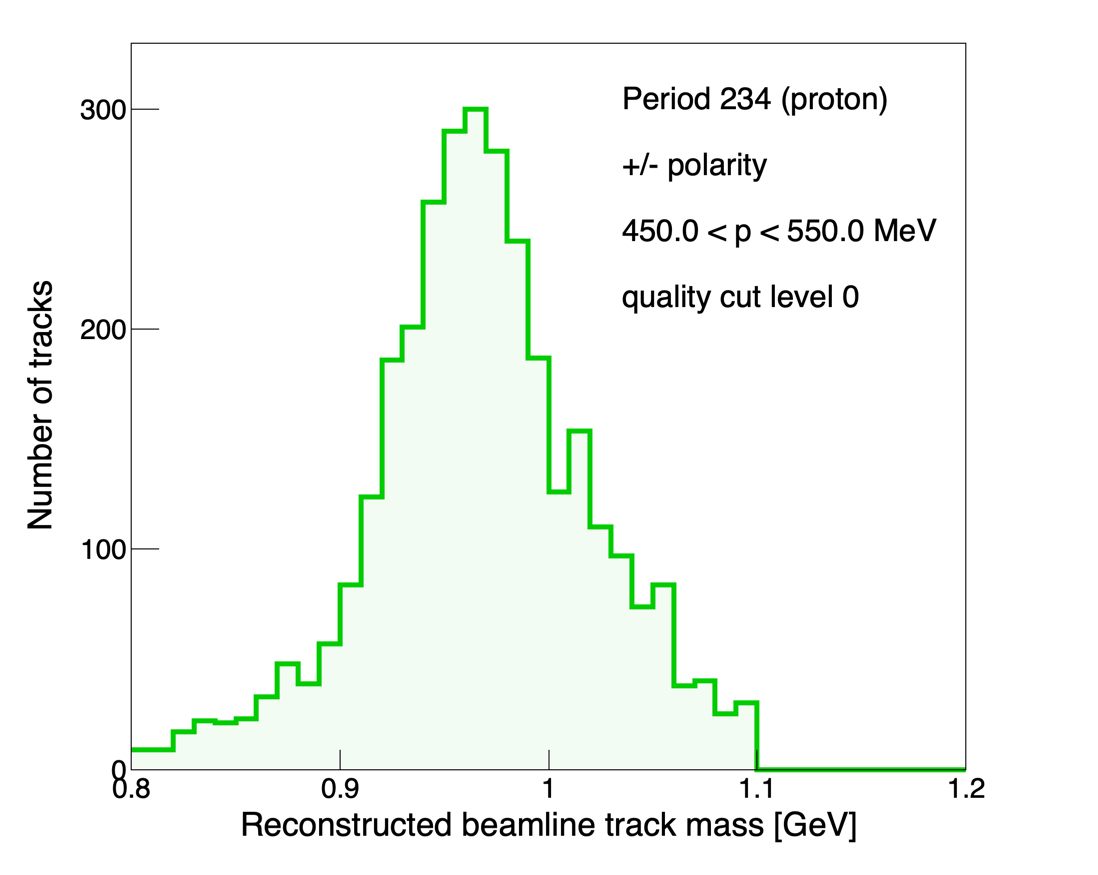 300
200
100
0
0.8
0.9
1
1.1
1.2
Number of tracks
Reconstructed beamline track mass [GeV]
Period 234 (proton)
+/- polarity
450.0 < p < 550.0 MeV
quality cut level 0